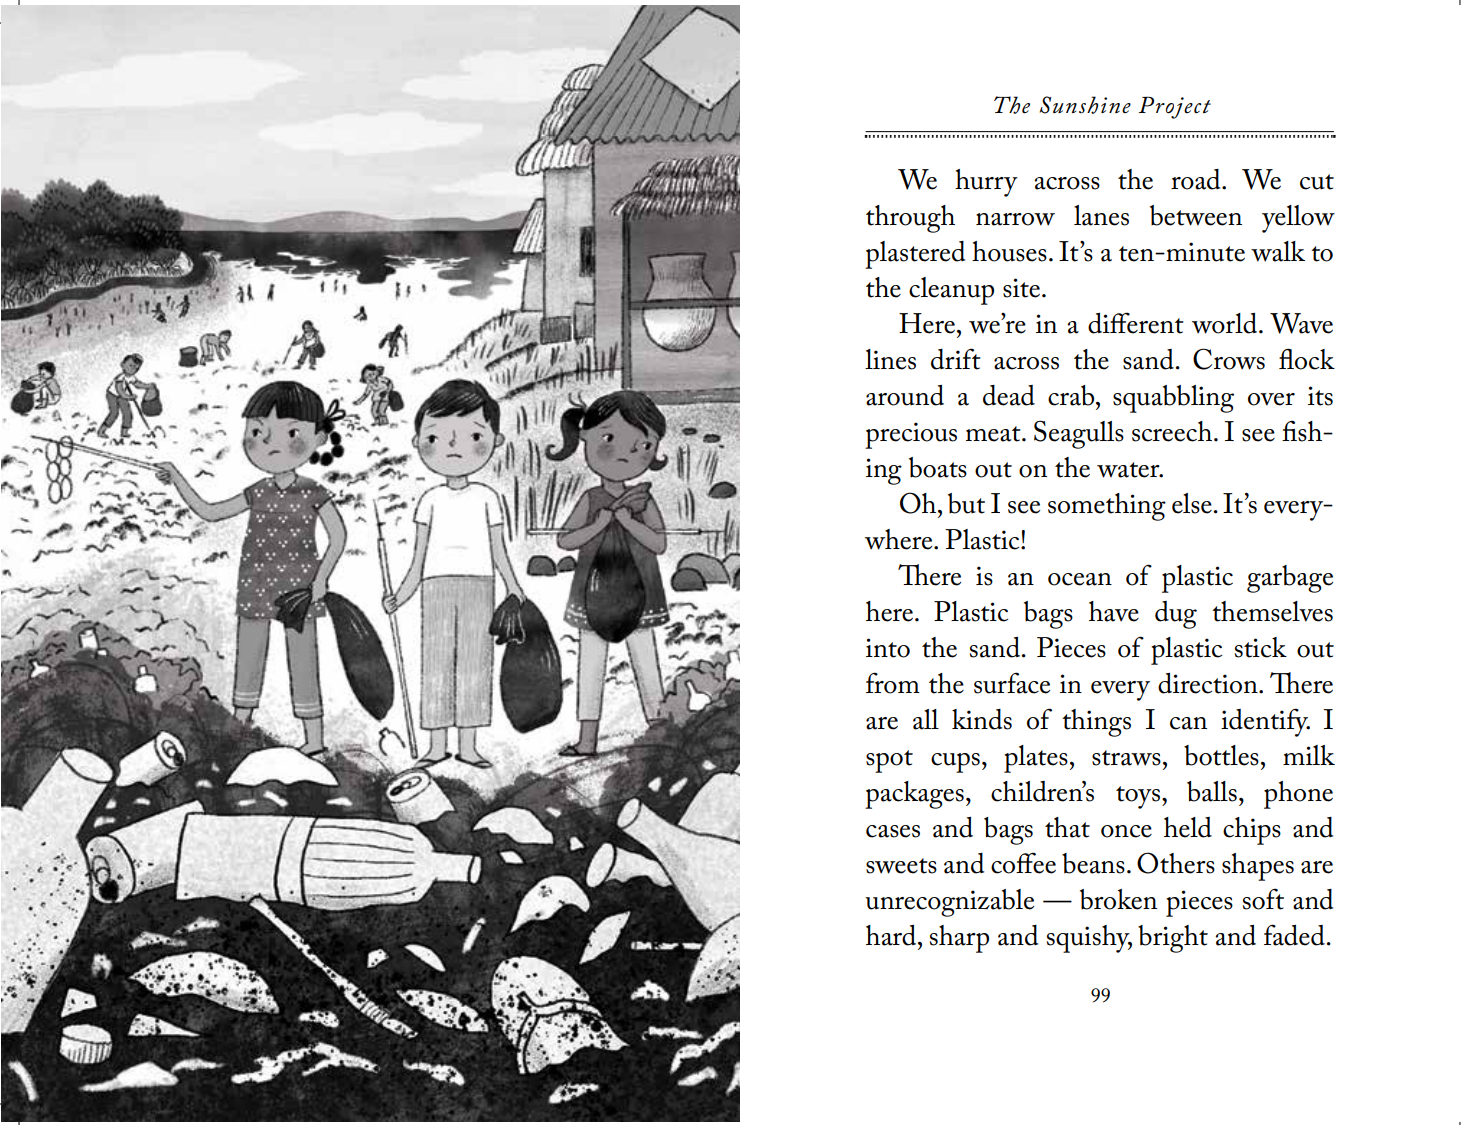 The Sunshine Project
We hurry across the road. We cut
through narrow lanes between yellow
plastered houses. It’s a ten-minute walk to
the cleanup site.
Here, we’re in a different world. Wave
lines drift across the sand. Crows flock
around a dead crab, squabbling over its
precious meat. Seagulls screech. I see fish-
ing boats out on the water.
Oh, but I see something else. It’s every-
where. Plastic!
There is an ocean of plastic garbage
here. Plastic bags have dug themselves
into the sand. Pieces of plastic stick out
from the surface in every direction. There
are all kinds of things I can identify. I
spot cups, plates, straws, bottles, milk
packages, children’s toys, balls, phone
cases and bags that once held chips and
sweets and coffee beans. Others shapes are
unrecognizable — broken pieces soft and
hard, sharp and squishy, bright and faded.
99